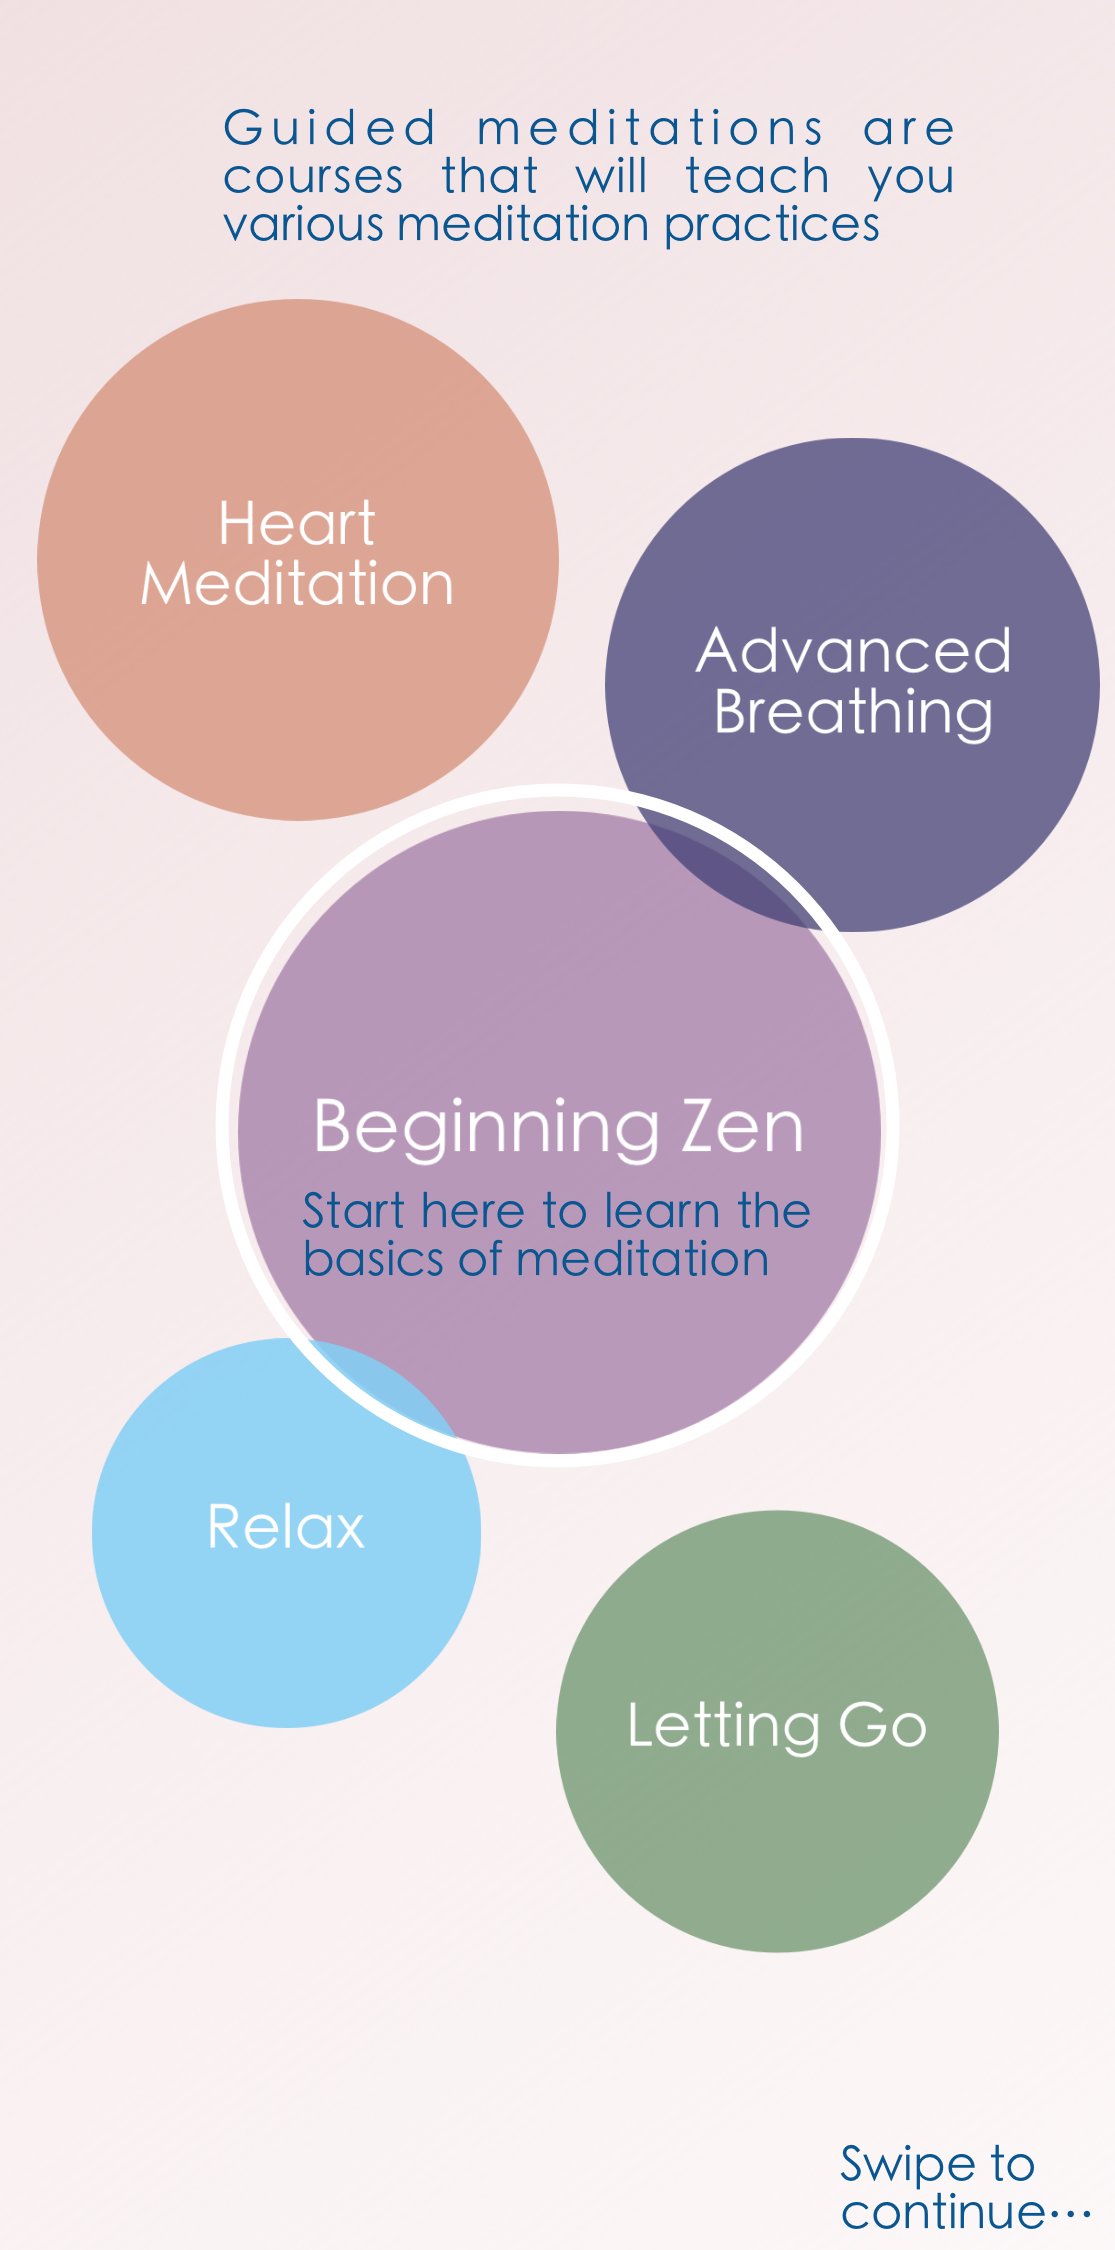 Guided meditations are
courses that will teach you
various meditation practices
Heart
Meditation
Advanced
Breathing
Beginning Zen
Start here to learn the
basics of meditation
Relax
Letting Go
Swipe to
continue…